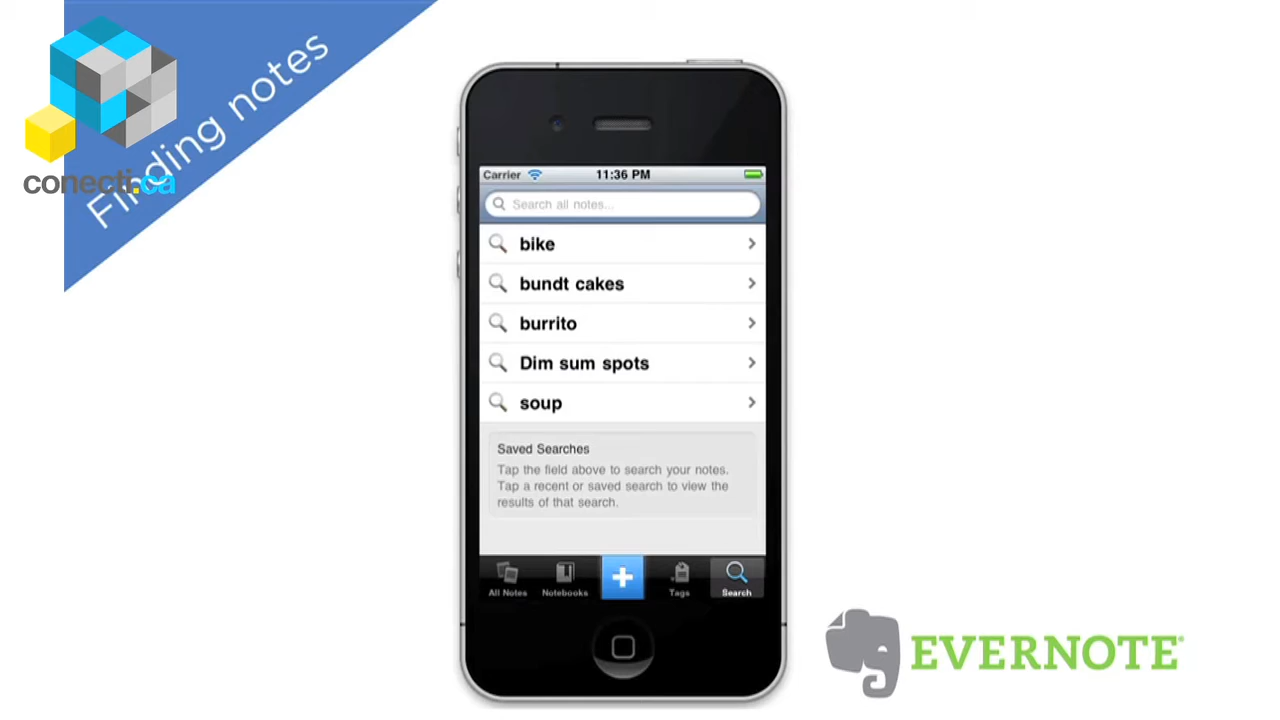 Finding notes
conecti.ca
Carrier 11:36 PM
Search all notes...
bike
bundt cakes
burrito
Dim sum spots
soup
Saved Searches
Tap the field above to search your notes.
Tap a recent or saved search to view the
results of that search.
All Notes Notebooks Tags Search
EVERNOTE®